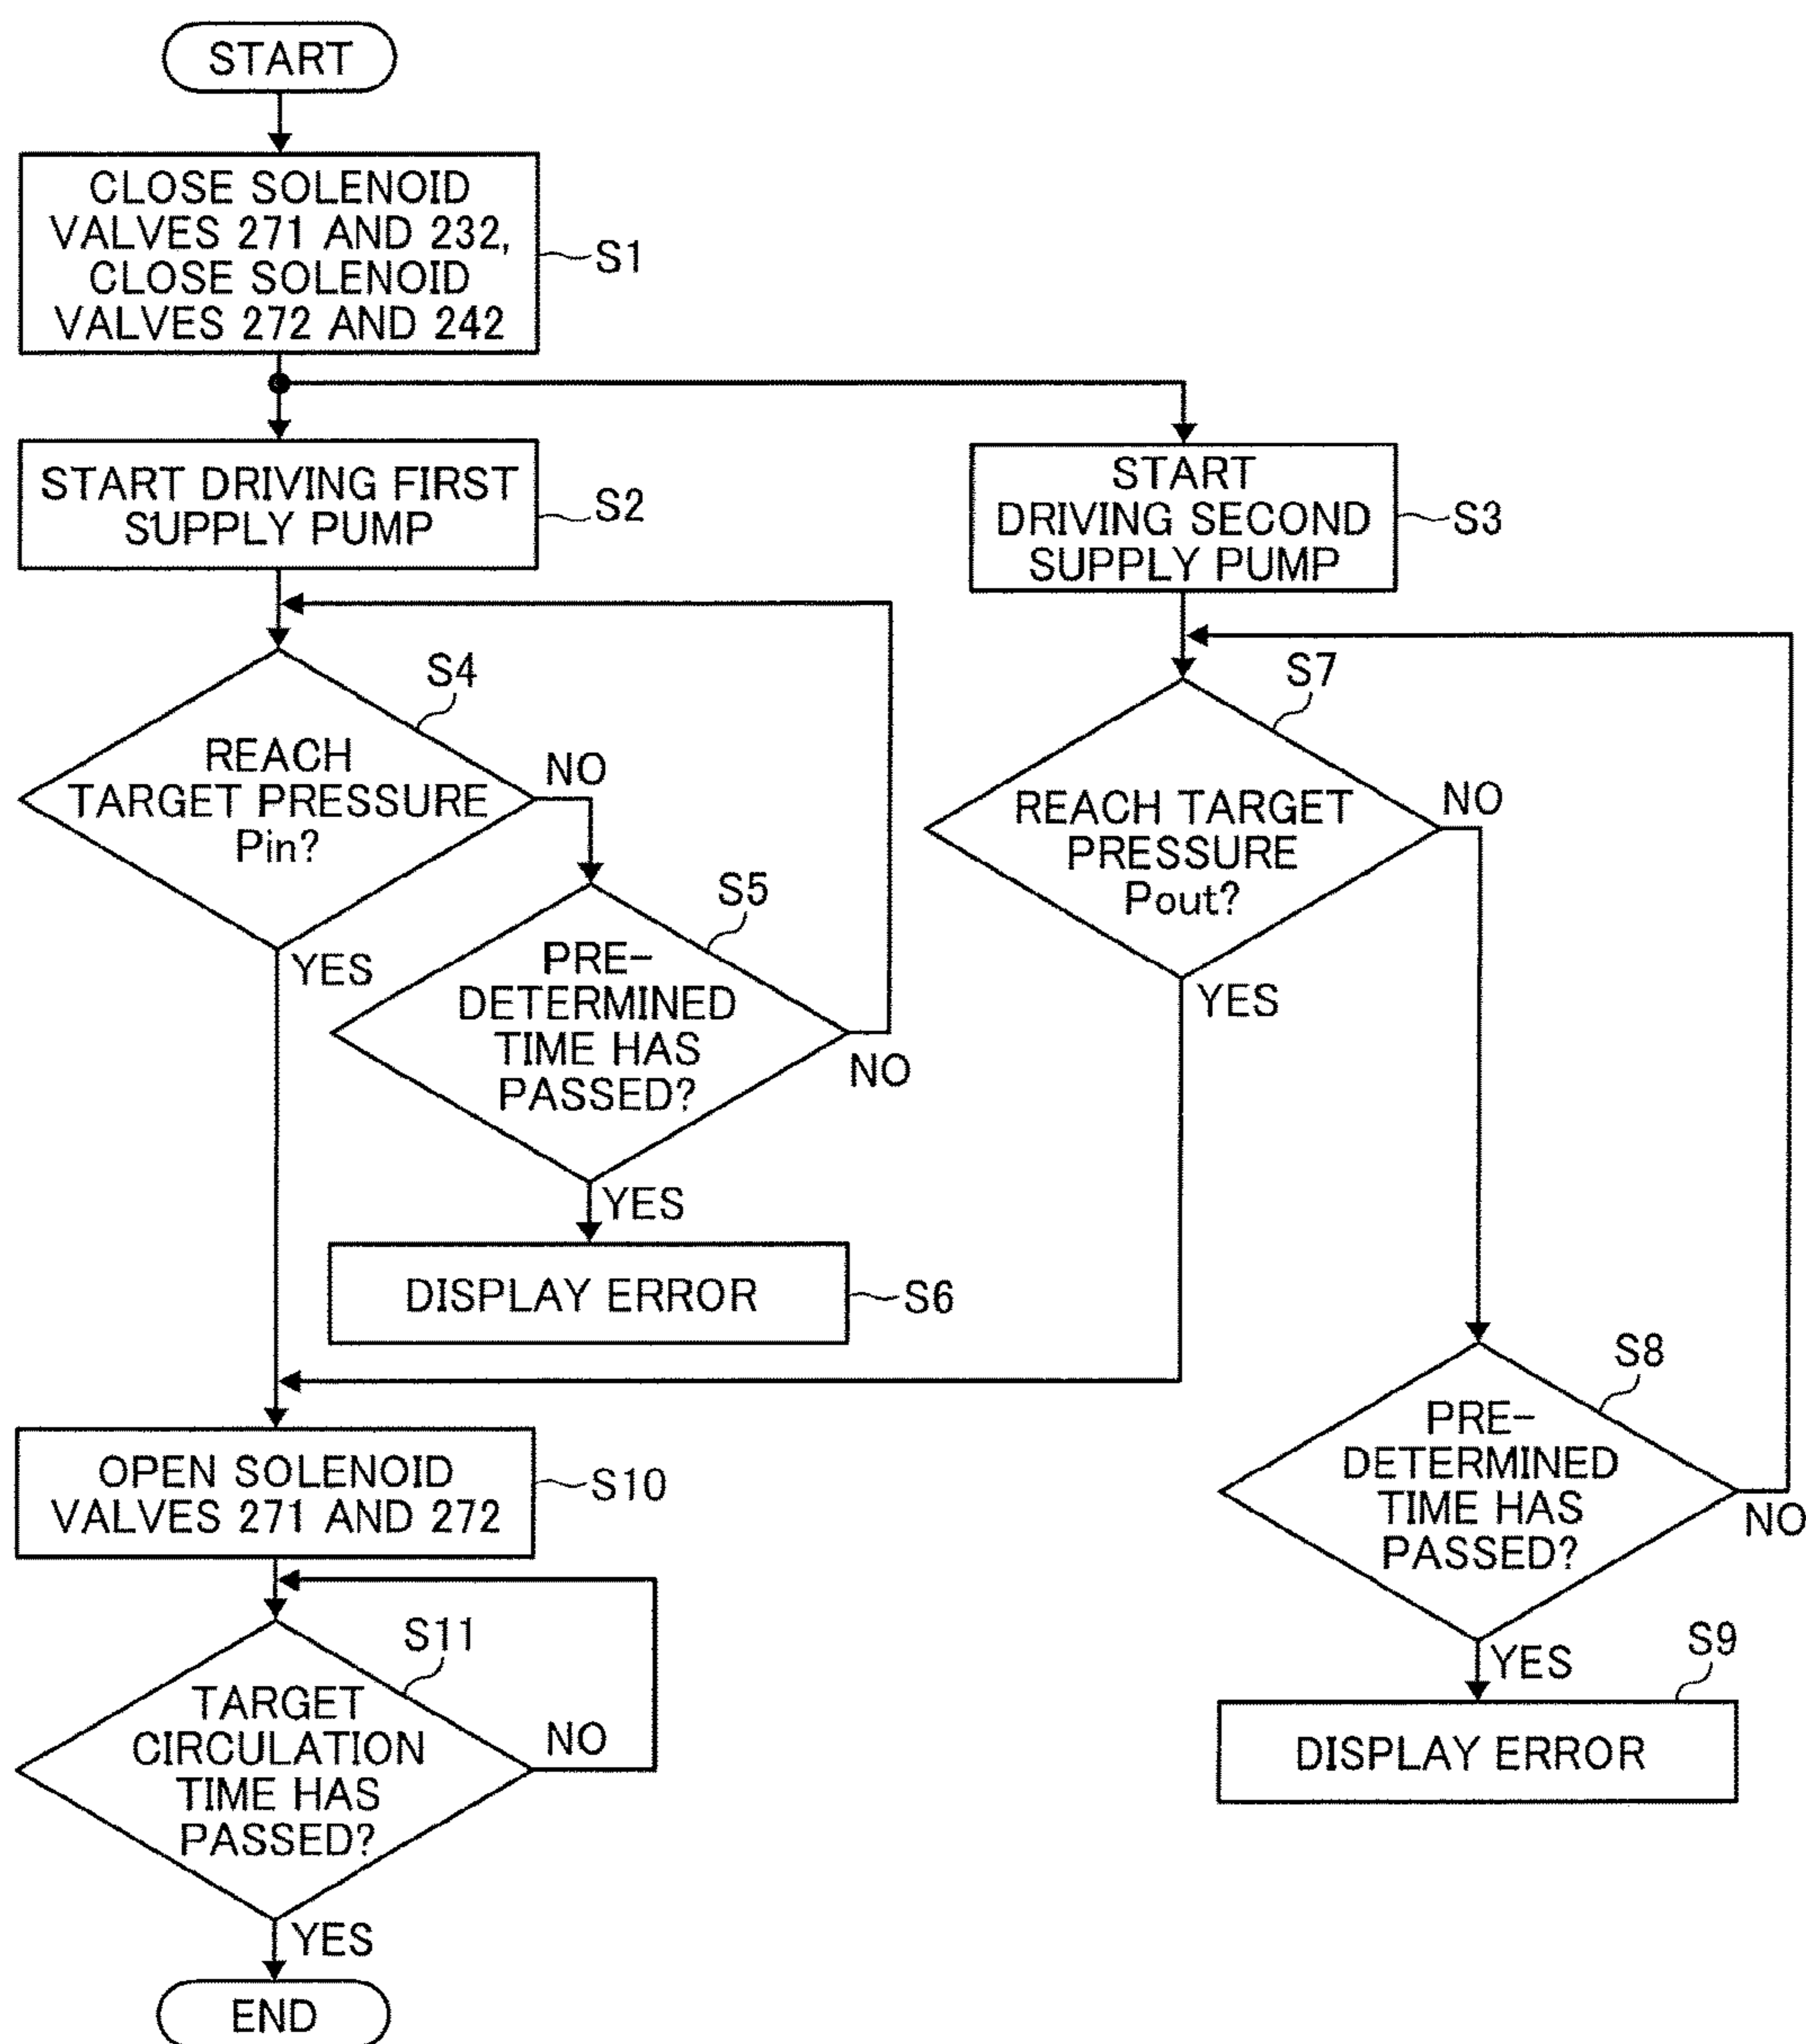 START
CLOSE SOLENOID
VALVES 271 AND 232,
CLOSE SOLENOID
VALVES 272 AND 242
S1
START DRIVING FIRST
SUPPLY PUMP
S2
START
DRIVING SECOND
SUPPLY PUMP
S3
S4
REACH
TARGET PRESSURE
Pin?
NO
YES
S5
PRE-
DETERMINED
TIME HAS
PASSED?
NO
YES
DISPLAY ERROR
S6
S7
REACH TARGET
PRESSURE
Pout?
NO
YES
S8
PRE-
DETERMINED
TIME HAS
PASSED?
NO
YES
S9
DISPLAY ERROR
OPEN SOLENOID
VALVES 271 AND 272
S10
S11
TARGET
CIRCULATION
TIME HAS
PASSED?
NO
YES
END